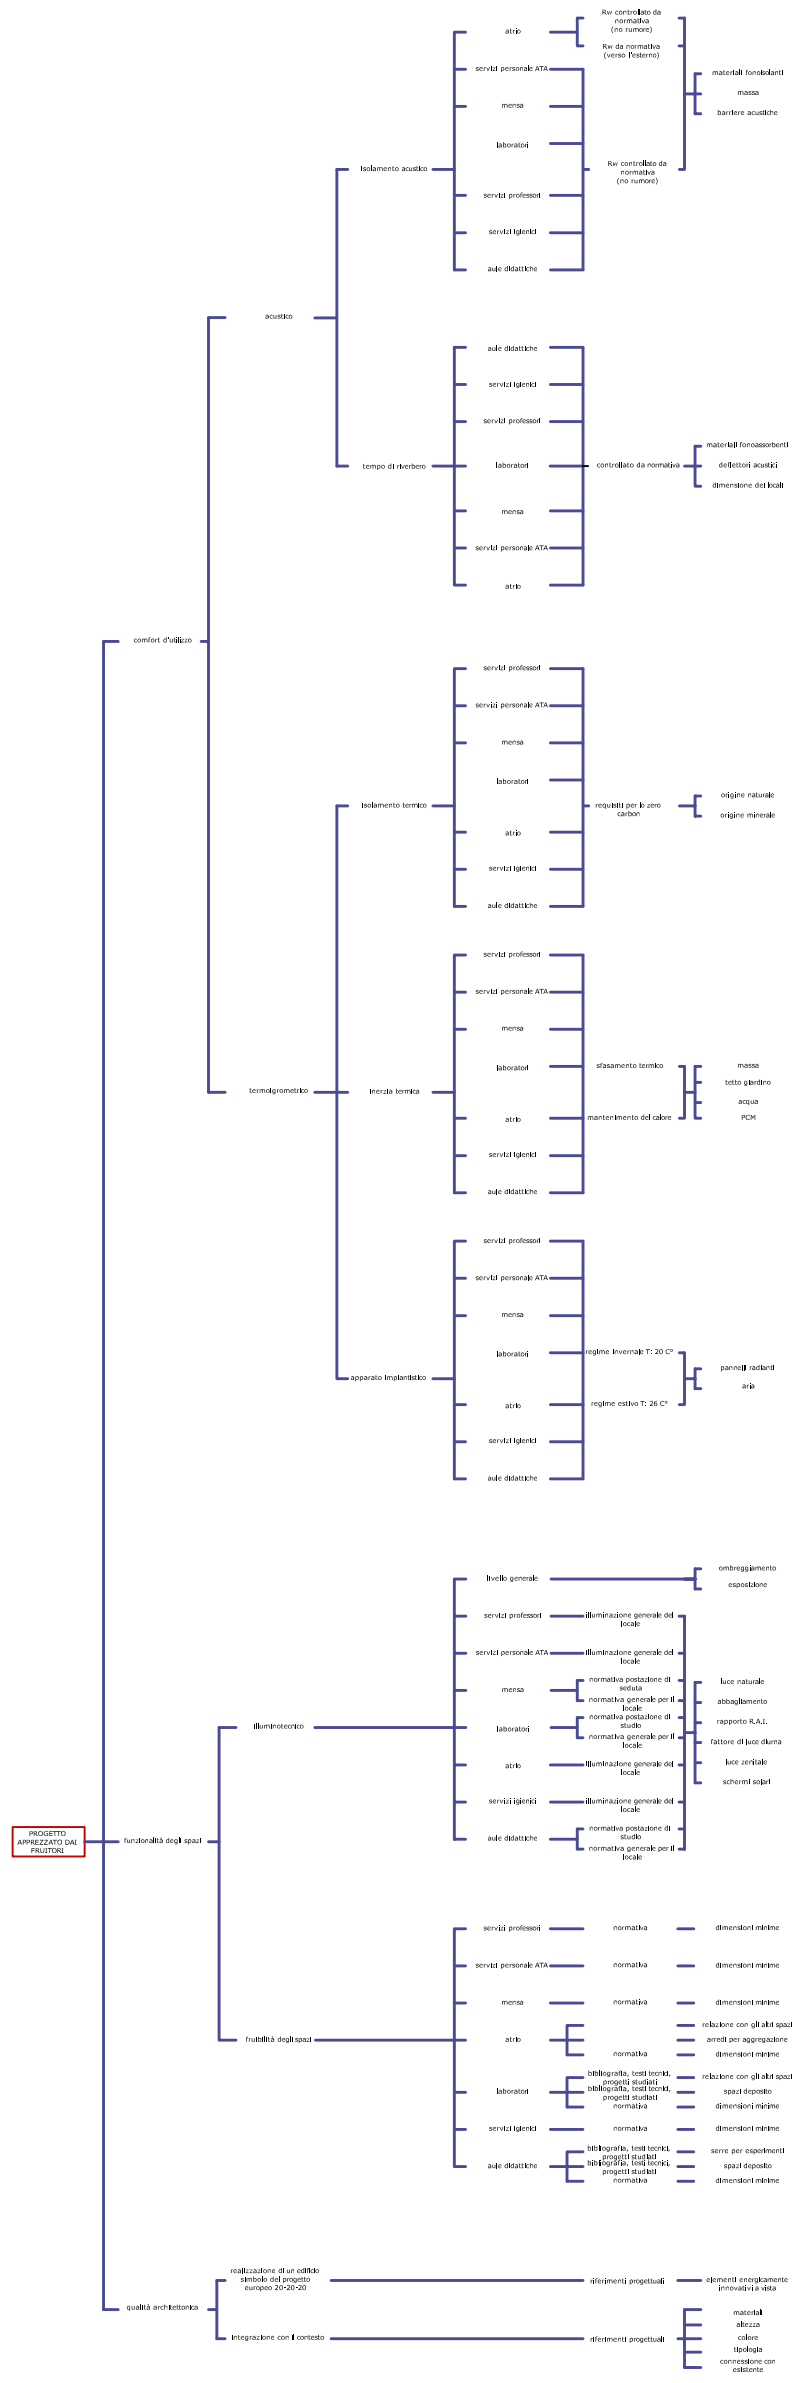 Rw controllato da
normativa
(no rumore)
atrio
Rw da normativa
(verso l'esterno)
servizi personale ATA
materiali fonoisolanti
massa
mensa
barriere acustiche
laboratori
isolamento acustico
Rw controllato da
normativa
(no rumore)
servizi professori
servizi igienici
aule didattiche
acustico
aule didattiche
servizi igienici
servizi professori
materiali fonoassorbenti
tempo di riverbero
laboratori
controllato da normativa
deflettori acustici
dimensione dei locali
mensa
servizi personale ATA
atrio
comfort d'utilizzo
servizi professori
servizi personale ATA
mensa
laboratori
origine naturale
isolamento termico
requisiti per lo zero
carbon
origine minerale
atrio
servizi igienici
aule didattiche
servizi professori
servizi personale ATA
mensa
laboratori
sfasamento termico
massa
tetto giardino
termoigrometrico
inerzia termica
acqua
atrio
mantenimento del calore
PCM
servizi igienici
aule didattiche
servizi professori
servizi personale ATA
mensa
laboratori
regime invernale T: 20 C°
pannelli radianti
apparato impiantistico
aria
atrio
regime estivo T: 26 C°
servizi igienici
aule didattiche
livello generale
ombreggiamento
esposizione
servizi professori
illuminazione generale del
locale
servizi personale ATA
illuminazione generale del
locale
mensa
normativa postazione di
seduta
normativa generale per il
locale
luce naturale
abbagliamento
illuminotecnico
laboratori
normativa postazione di
studio
normativa generale per il
locale
rapporto R.A.I.
fattore di luce diurna
atrio
illuminazione generale del
locale
luce zenitale
schermi solari
servizi igienici
illuminazione generale del
locale
aule didattiche
normativa postazione di
studio
normativa generale per il
locale
PROGETTO
APPREZZATO DAI
FRUITORI
funzionalità degli spazi
servizi professori
normativa
dimensioni minime
servizi personale ATA
normativa
dimensioni minime
mensa
normativa
dimensioni minime
relazione con gli altri spazi
fruibilità degli spazi
atrio
arredi per aggregazione
normativa
dimensioni minime
bibliografia, testi tecnici,
progetti studiati
relazione con gli altri spazi
laboratori
bibliografia, testi tecnici,
progetti studiati
spazi deposito
normativa
dimensioni minime
servizi igienici
normativa
dimensioni minime
bibliografia, testi tecnici,
progetti studiati
serre per esperimenti
aule didattiche
bibliografia, testi tecnici,
progetti studiati
spazi deposito
normativa
dimensioni minime
realizzazione di un edificio
simbolo del progetto
europeo 20-20-20
riferimenti progettuali
elementi energicamente
innovativi a vista
qualità architettonica
integrazione con il contesto
riferimenti progettuali
materiali
altezza
colore
tipologia
connessione con
esistente